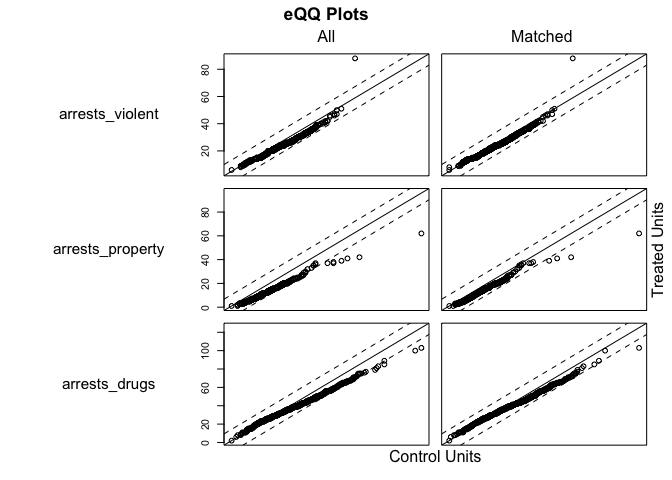 eQQ Plots
All Matched
arrests_violent
80
60
40
20
arrests_property
80
60
40
20
0
arrests_drugs
100
60
40
20
0
Treated Units
Control Units